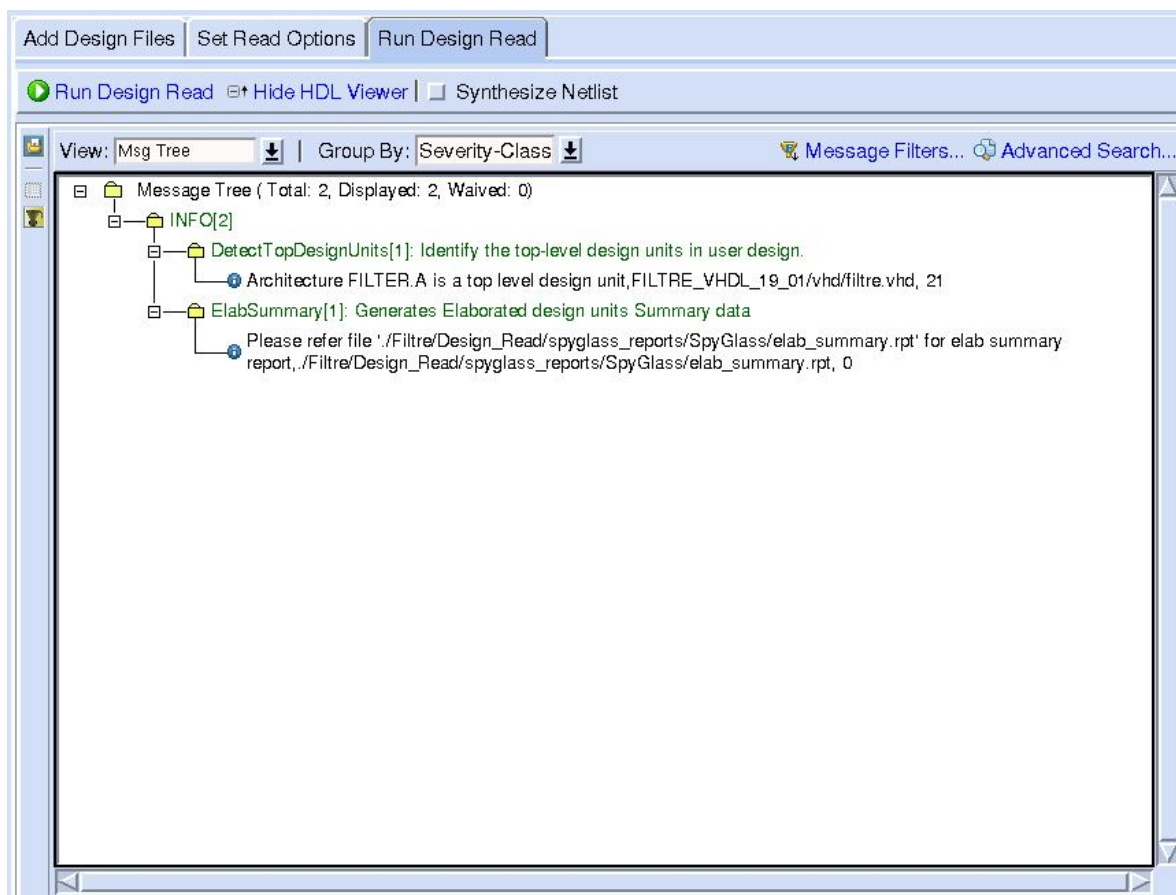 Add Design Files Set Read Options Run Design Read
Run Design Read Hide HDL Viewer Synthesize Netlist
View: Msg Tree | Group By: Severity-Class Message Filters... Advanced Search...
Message Tree ( Total: 2, Displayed: 2, Waived: 0)
INFO[2]
DetectTopDesignUnits[1]: Identify the top-level design units in user design.
Architecture FILTER.A is a top level design unit,FILTRE_VHDL_19_01/vhd/filtre.vhd, 21
ElabSummary[1]: Generates Elaborated design units Summary data
Please refer file './Filtre/Design_Read/spyglass_reports/SpyGlass/elab_summary.rpt' for elab summary
report,./Filtre/Design_Read/spyglass_reports/SpyGlass/elab_summary.rpt, 0